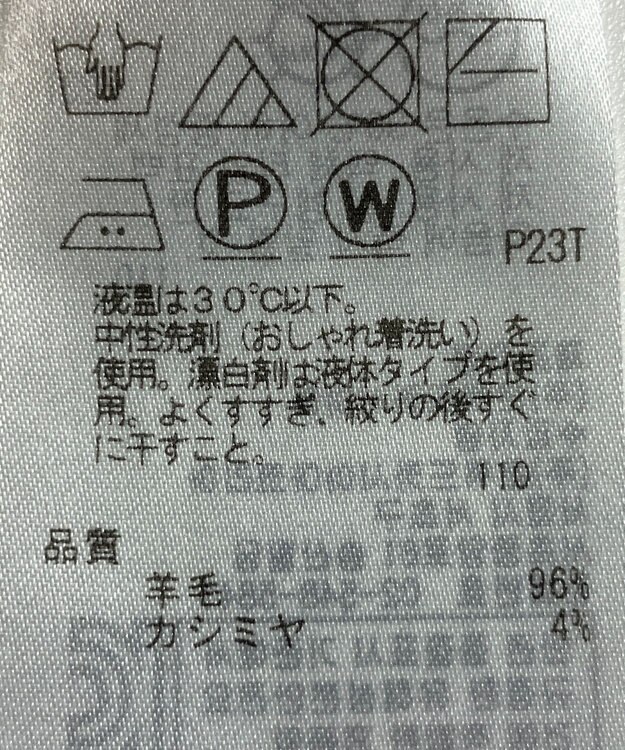 P
W
P23T
液温は30℃以下。
中性洗剤（おしゃれ着洗い）を
使用。漂白剤は液体タイプを使
用。よくすすぎ、絞りの後すぐ
に干すこと。
110
品質
羊毛 96%
カシミヤ 4%